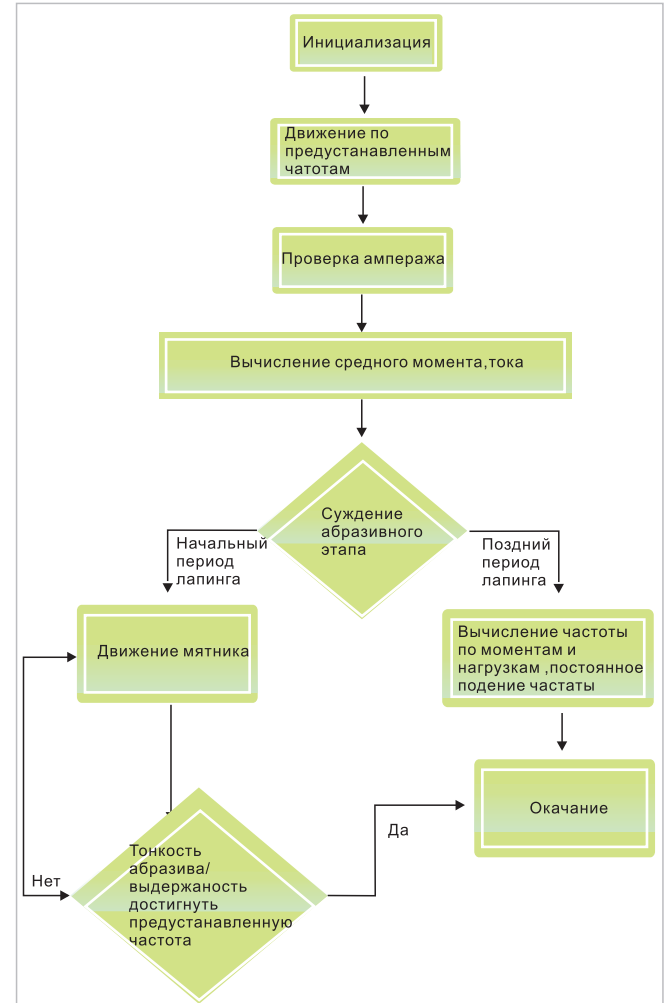 Инициализация
Движение по
предустанавленным
чатотам
Проверка ампеража
Вычисление средного момента,тока
Суждение
абразивного
этапа
Начальный
период
лапинга
Поздний
период
лапинга
Движение мятника
Вычисление частоты
по моментам и
нагрузкам ,постоянное
подение частаты
Окачание
Да
Нет
Тонкость
абразива/
выдержаность
достигнуть
предустанавленную
частота